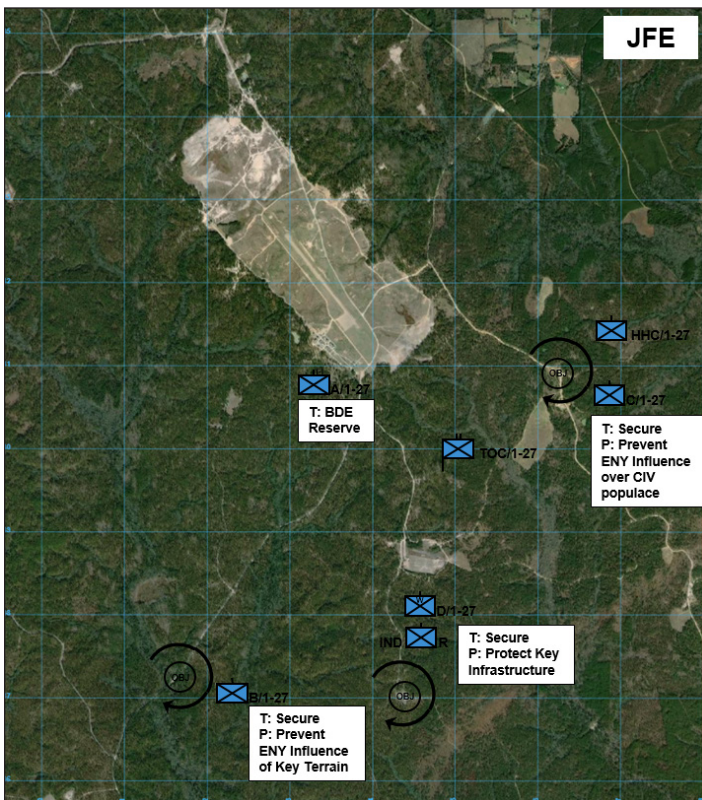 JFE
HHC/1-27
OBJ
C/1-27
A/1-27
T: BDE
Reserve
T: Secure
P: Prevent
ENY Influence
over CIV
populace
TOC/1-27
D/1-27
IND R
T: Secure
P: Protect Key
Infrastructure
OBJ
B/1-27
OBJ
T: Secure
P: Prevent
ENY Influence
of Key Terrain